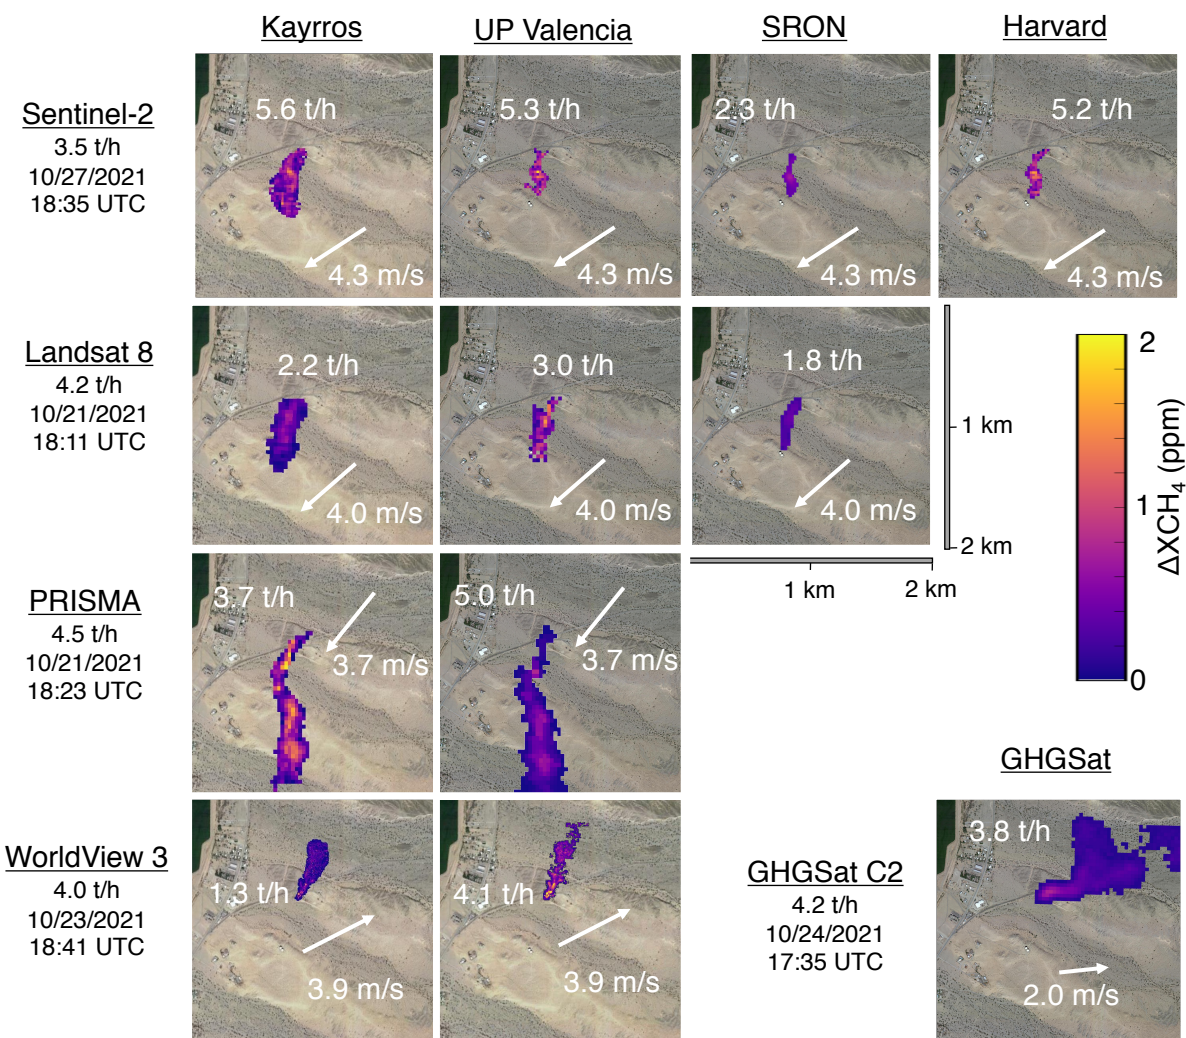 Kayrros UP Valencia SRON Harvard
Sentinel-2
3.5 t/h
10/27/2021
18:35 UTC
5.6 t/h
4.3 m/s
5.3 t/h
4.3 m/s
2.3 t/h
4.3 m/s
5.2 t/h
4.3 m/s
Landsat 8
4.2 t/h
10/21/2021
18:11 UTC
2.2 t/h
4.0 m/s
3.0 t/h
4.0 m/s
1.8 t/h
4.0 m/s
1 km
2 km
1 km
2 km
2
1
0
ΔXCH₄ (ppm)
PRISMA
4.5 t/h
10/21/2021
18:23 UTC
3.7 t/h
3.7 m/s
5.0 t/h
3.7 m/s
WorldView 3
4.0 t/h
10/23/2021
18:41 UTC
1.3 t/h
3.9 m/s
4.1 t/h
3.9 m/s
GHGSat C2
4.2 t/h
10/24/2021
17:35 UTC
GHGSat
3.8 t/h
2.0 m/s